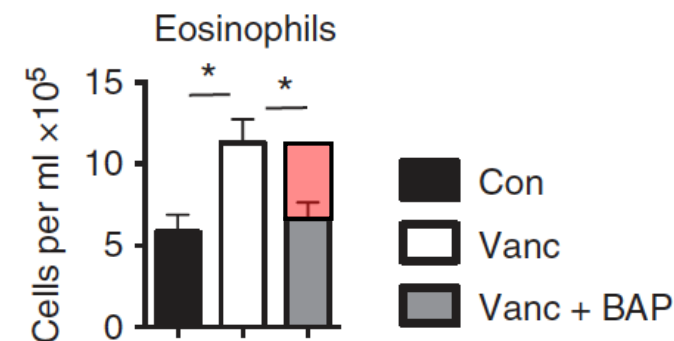 Eosinophils
Cells per ml ×10⁵
15
10
5
0
* *
Con
Vanc
Vanc + BAP